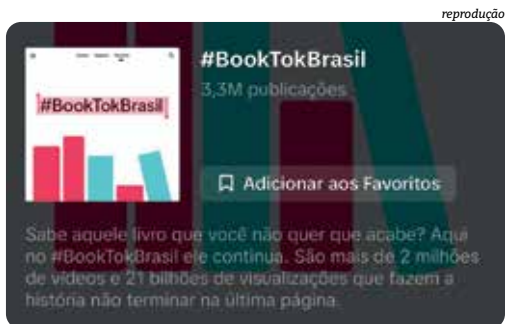 reprodução
#BookTokBrasil
3,3M publicações
#BookTokBrasil
Adicionar aos Favoritos
Sabe aquele livro que você não quer que acabe? Aqui
no #BookTokBrasil ele continua. São mais de 2 milhões
de vídeos e 21 bilhões de visualizações que fazem a
história não terminar na última página.